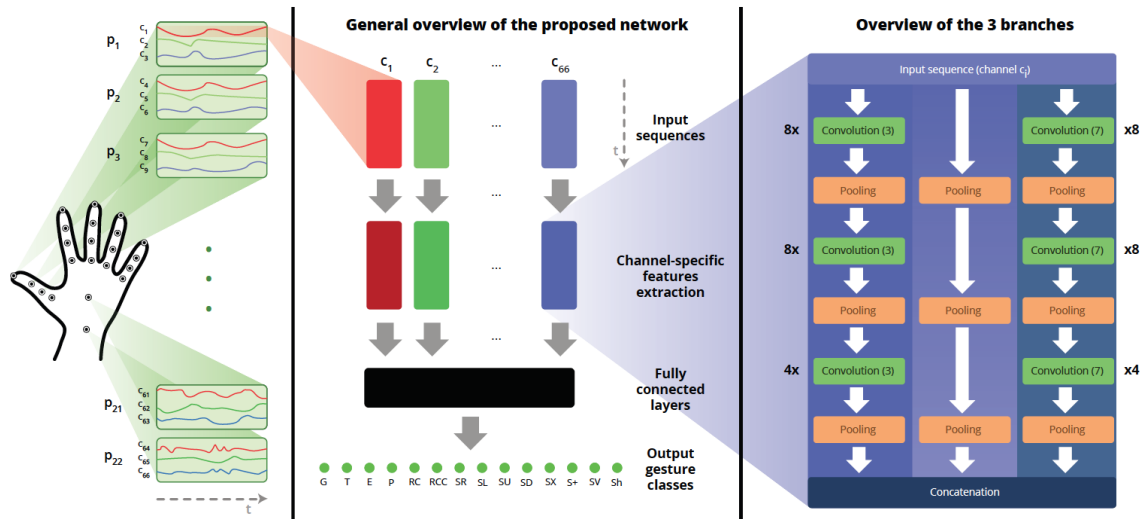 p1
c1
c2
c3
p2
c4
c5
c6
p3
c7
c8
c9
p21
c61
c62
c63
p22
c64
c65
c66
t
General overview of the proposed network
C1 C2 ... C66
...
Input
sequences
t
...
...
Channel-specific
features
extraction
...
Fully
connected
layers
Output
gesture
classes
G T E P RC RCC SR SL SU SD SX S+ SV Sh
Overview of the 3 branches
Input sequence (channel ci)
8x Convolution (3) Convolution (7) x8
Pooling Pooling Pooling
8x Convolution (3) Convolution (7) x8
Pooling Pooling Pooling
4x Convolution (3) Convolution (7) x4
Pooling Pooling Pooling
Concatenation